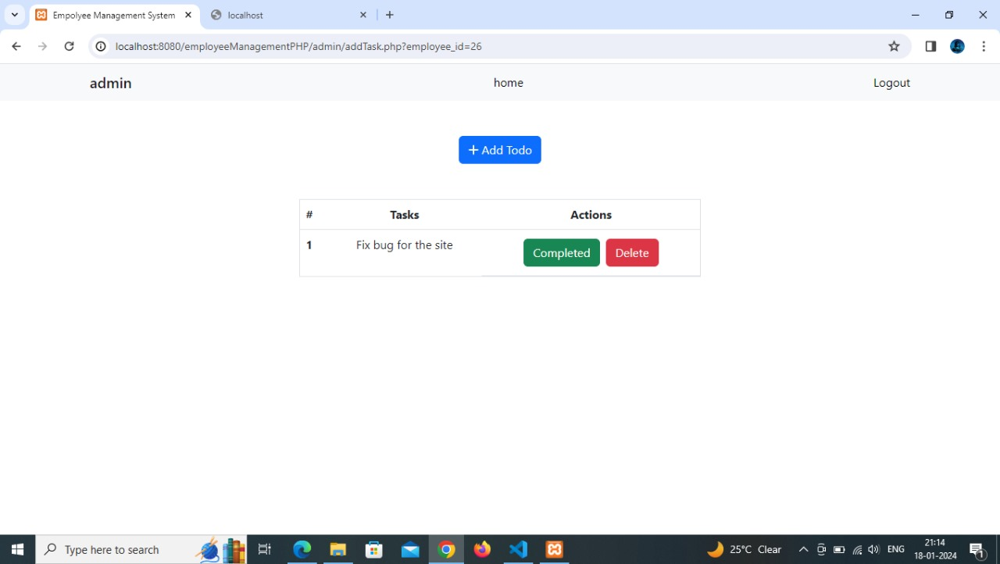 Empolyee Management System
localhost
localhost:8080/employeeManagementPHP/admin/addTask.php?employee_id=26
admin home Logout
+ Add Todo
# Tasks Actions
1 Fix bug for the site Completed Delete
Type here to search 25°C Clear ENG 21:14
18-01-2024 1